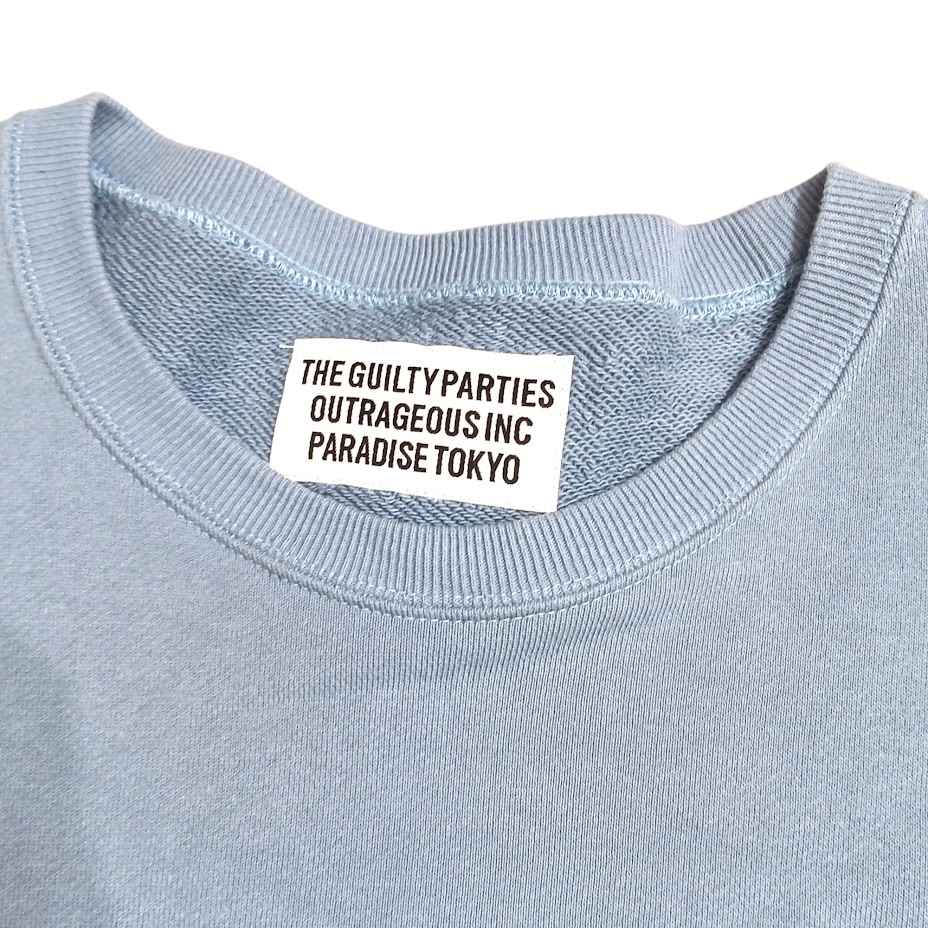 THE GUILTY PARTIES
OUTRAGEOUS INC
PARADISE TOKYO